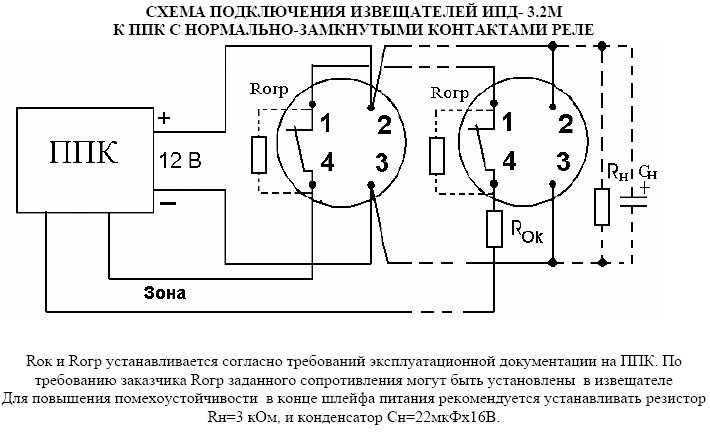 СХЕМА ПОДКЛЮЧЕНИЯ ИЗВЕЩАТЕЛЕЙ ИПД- 3.2М
К ППК С НОРМАЛЬНО-ЗАМКНУТЫМИ КОНТАКТАМИ РЕЛЕ
Rогр
Rогр
+
1 2
1 2
ППК
12 В
4 3
4 3
Rн
Cн
+
−
Rок
Зона
Rок и Rогр устанавливается согласно требований эксплуатационной документации на ППК. По
требованию заказчика Rогр заданного сопротивления могут быть установлены в извещателе
Для повышения помехоустойчивости в конце шлейфа питания рекомендуется устанавливать резистор
Rн=3 кОм, и конденсатор Сн=22мкФх16В.